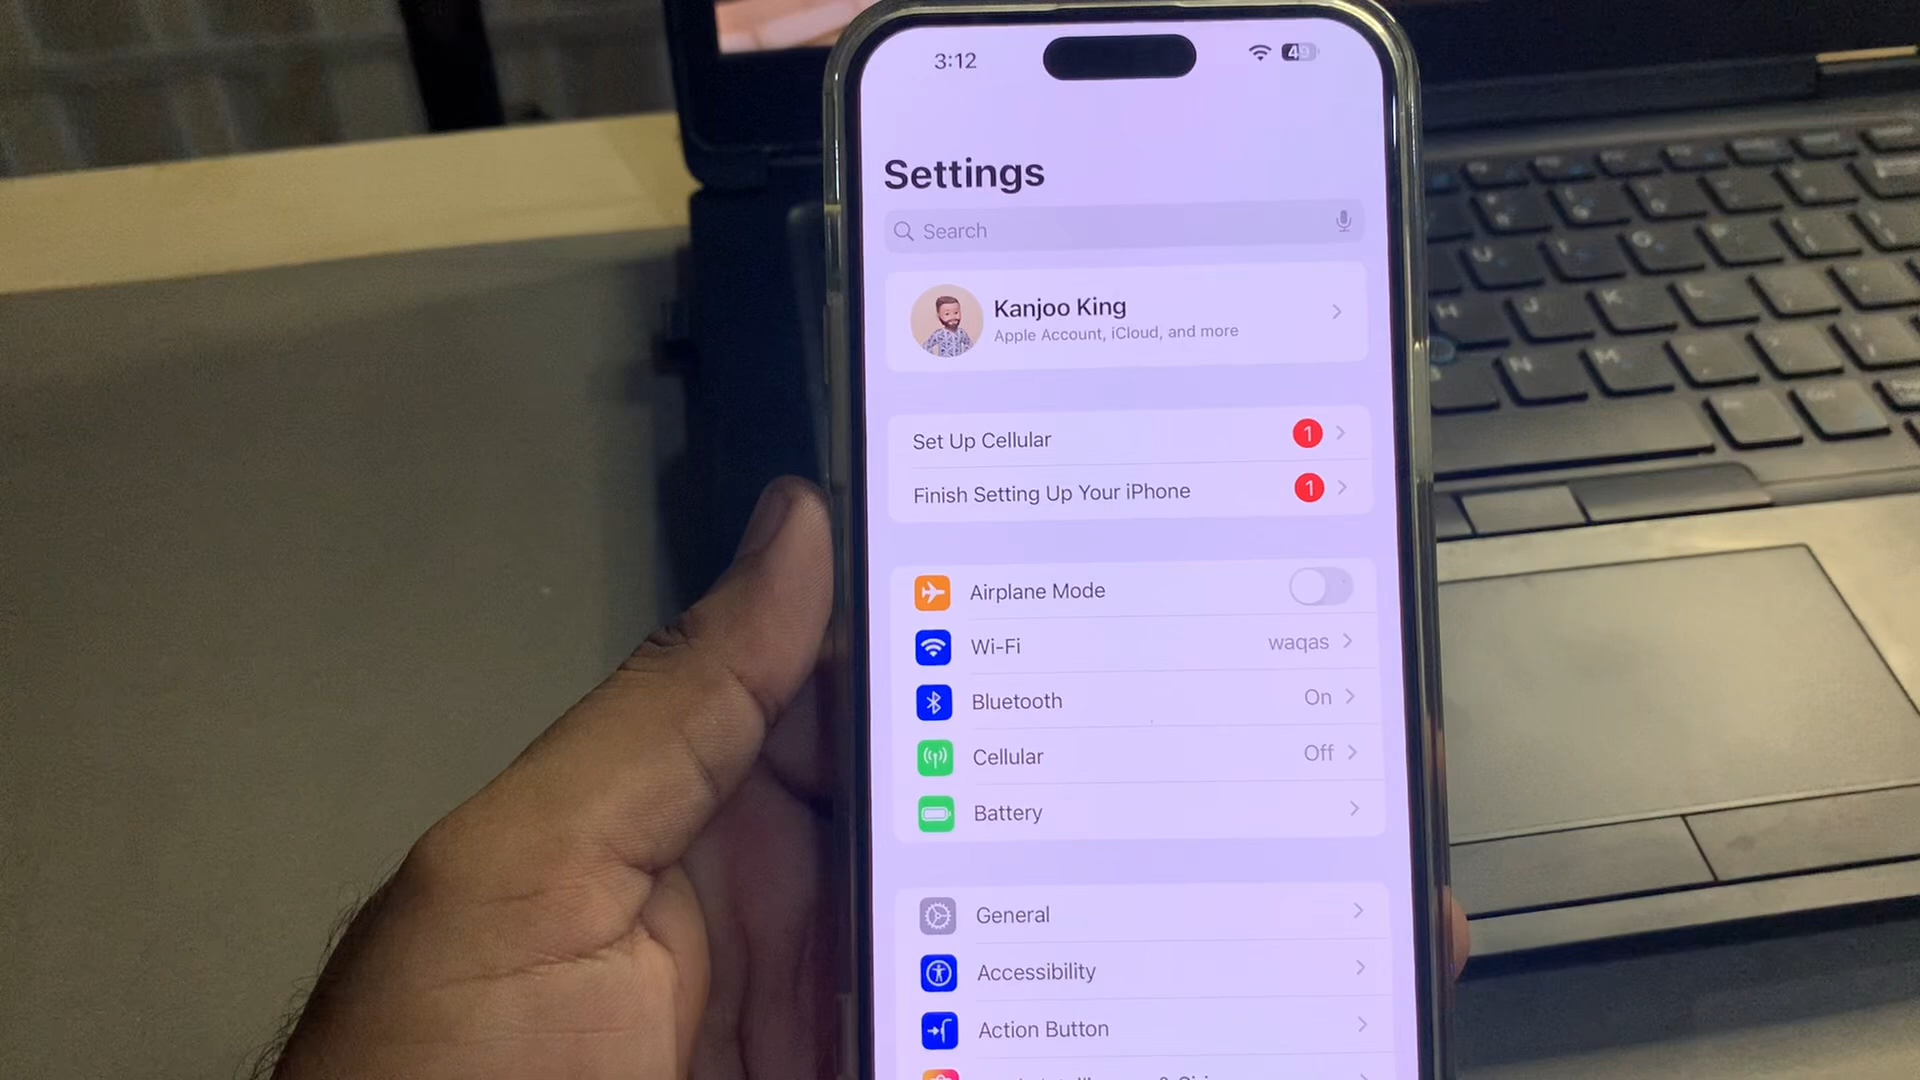 3:12
49
Settings
Search
Kanjoo King
Apple Account, iCloud, and more
Set Up Cellular 1
Finish Setting Up Your iPhone 1
Airplane Mode
Wi-Fi waqas
Bluetooth On
Cellular Off
Battery
General
Accessibility
Action Button